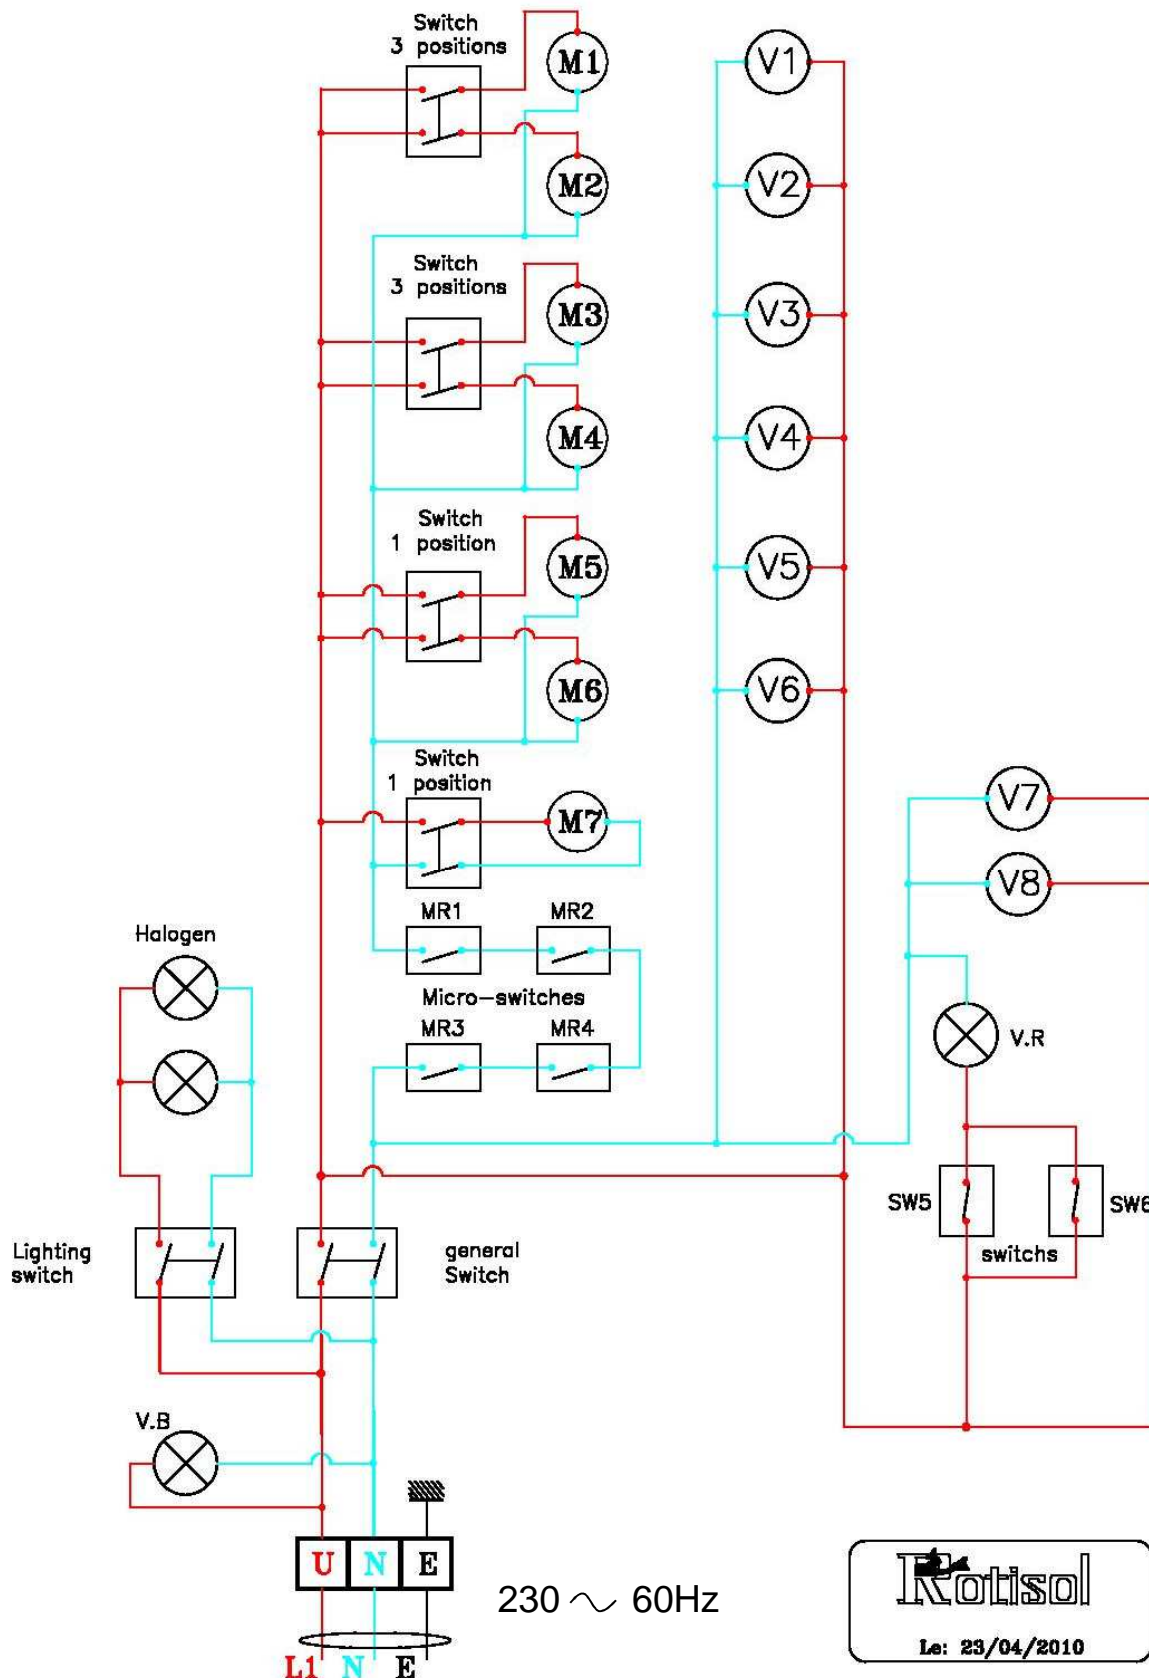 Switch
3 positions
M1
V1
M2
V2
Switch
3 positions
M3
V3
M4
V4
Switch
1 position
M5
V5
M6
V6
Switch
1 position
M7
V7
V8
MR1
MR2
Halogen
Micro-switches
MR3
MR4
V.R
SW5
SW6
switchs
Lighting
switch
general
Switch
V.B
U N E
230 ~ 60Hz
L1 N E
Rotisol
Le: 23/04/2010